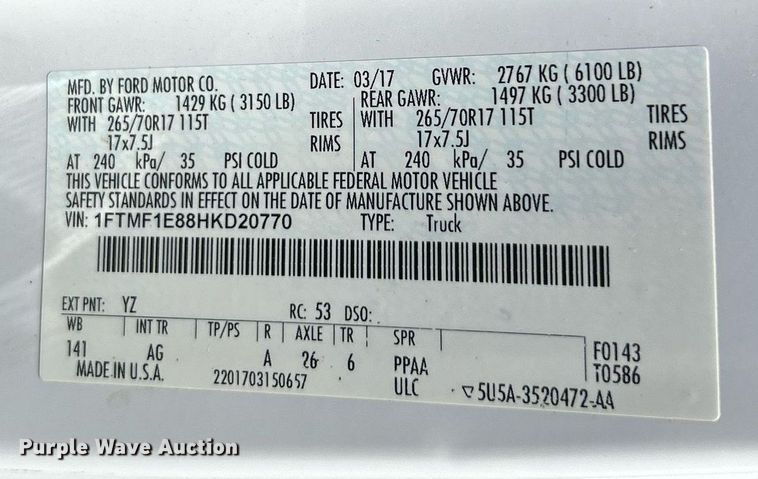 MFD. BY FORD MOTOR CO. DATE: 03/17 GVWR: 2767 KG ( 6100 LB)
FRONT GAWR: 1429 KG ( 3150 LB) REAR GAWR: 1497 KG ( 3300 LB)
WITH 265/70R17 115T TIRES WITH 265/70R17 115T TIRES
17x7.5J RIMS 17x7.5J RIMS
AT 240 kPa/ 35 PSI COLD AT 240 kPa/ 35 PSI COLD
THIS VEHICLE CONFORMS TO ALL APPLICABLE FEDERAL MOTOR VEHICLE
SAFETY STANDARDS IN EFFECT ON THE DATE OF MANUFACTURE SHOWN ABOVE.
VIN: 1FTMF1E88HKD20770 TYPE: Truck
EXT PNT: YZ RC: 53 DSO:
WB INT TR TP/PS R AXLE TR SPR
141 AG A 26 6 PPAA F0143
MADE IN U.S.A. 2201703150657 ULC T0586
5U5A-3520472-AA
Purple Wave Auction